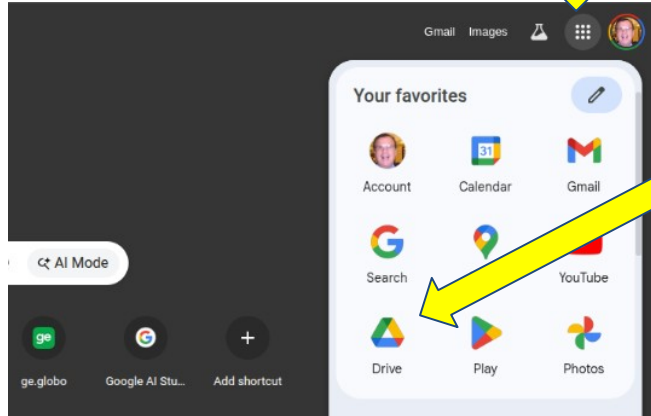 Gmail Images
Your favorites
31
Account Calendar Gmail
Search YouTube
AI Mode
ge
Drive Play Photos
ge.globo Google AI Stu... Add shortcut